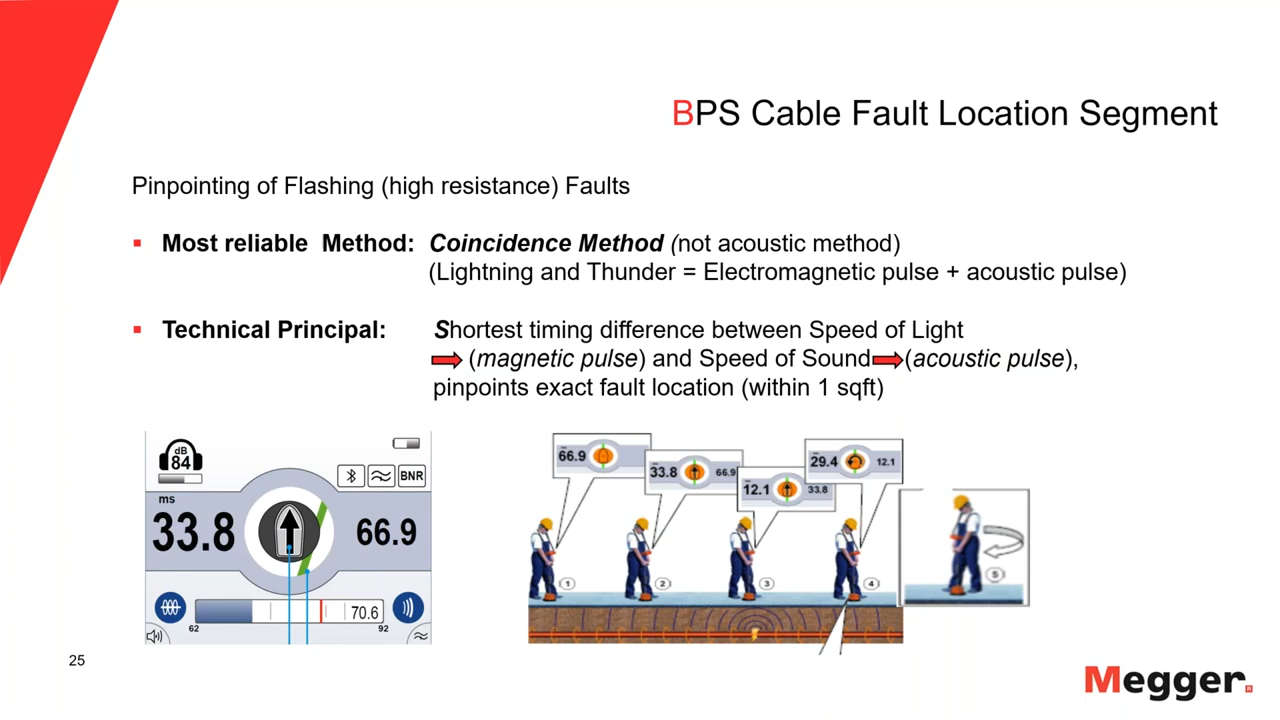 BPS Cable Fault Location Segment
Pinpointing of Flashing (high resistance) Faults
Most reliable Method: Coincidence Method (not acoustic method)
(Lightning and Thunder = Electromagnetic pulse + acoustic pulse)
Technical Principal: Shortest timing difference between Speed of Light
(magnetic pulse) and Speed of Sound (acoustic pulse),
pinpoints exact fault location (within 1 sqft)
dB
84
BNR
ms
33.8
66.9
70.6
62
92
66.9
33.8 66.9
12.1 33.8
29.4 12.1
1
2
3
4
5
25
Megger.